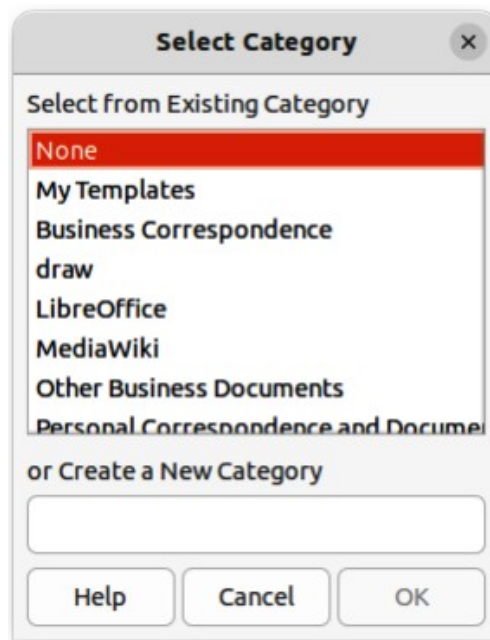 Select Category
Select from Existing Category
None
My Templates
Business Correspondence
draw
LibreOffice
MediaWiki
Other Business Documents
Personal Correspondence and Documen
or Create a New Category
Help Cancel OK